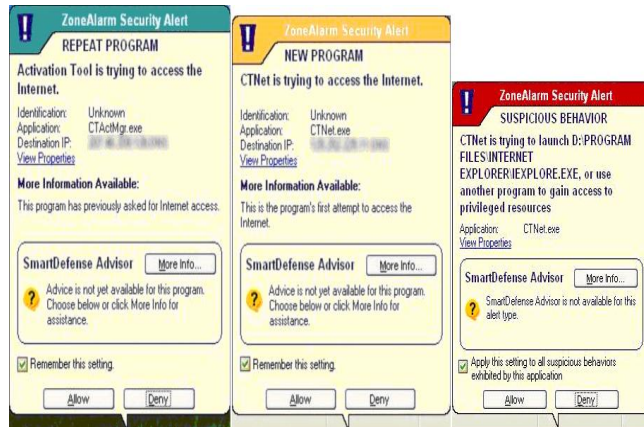 ZoneAlarm Security Alert
REPEAT PROGRAM
Activation Tool is trying to access the
Internet.
Identification: Unknown
Application: CTActMgr.exe
Destination IP:
View Properties
More Information Available:
This program has previously asked for Internet access.
SmartDefense Advisor
More Info...
Advice is not yet available for this program.
Choose below or click More Info for
assistance.
Remember this setting.
Allow
Deny
ZoneAlarm Security Alert
NEW PROGRAM
CTNet is trying to access the Internet.
Identification: Unknown
Application: CTNet.exe
Destination IP:
View Properties
More Information Available:
This is the program's first attempt to access the
Internet.
SmartDefense Advisor
More Info...
Advice is not yet available for this program.
Choose below or click More Info for
assistance.
Remember this setting.
Allow
Deny
ZoneAlarm Security Alert
SUSPICIOUS BEHAVIOR
CTNet is trying to launch D:\PROGRAM
FILES\INTERNET
EXPLORER\IEXPLORE.EXE, or use
another program to gain access to
privileged resources
Application: CTNet.exe
View Properties
SmartDefense Advisor
More Info...
SmartDefense Advisor is not available for this
alert type.
Apply this setting to all suspicious behaviors
exhibited by this application
Allow
Deny